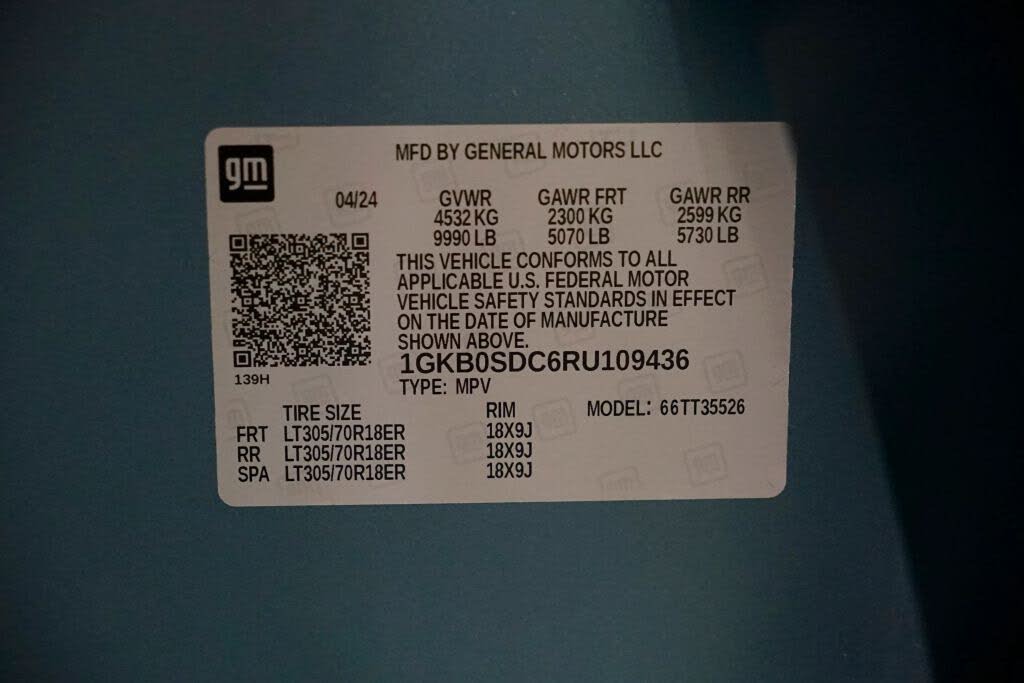 gm
MFD BY GENERAL MOTORS LLC
04/24 GVWR GAWR FRT GAWR RR
4532 KG 2300 KG 2599 KG
9990 LB 5070 LB 5730 LB
THIS VEHICLE CONFORMS TO ALL
APPLICABLE U.S. FEDERAL MOTOR
VEHICLE SAFETY STANDARDS IN EFFECT
ON THE DATE OF MANUFACTURE
SHOWN ABOVE.
1GKB0SDC6RU109436
139H
TYPE: MPV
TIRE SIZE RIM MODEL: 66TT35526
FRT LT305/70R18ER 18X9J
RR LT305/70R18ER 18X9J
SPA LT305/70R18ER 18X9J